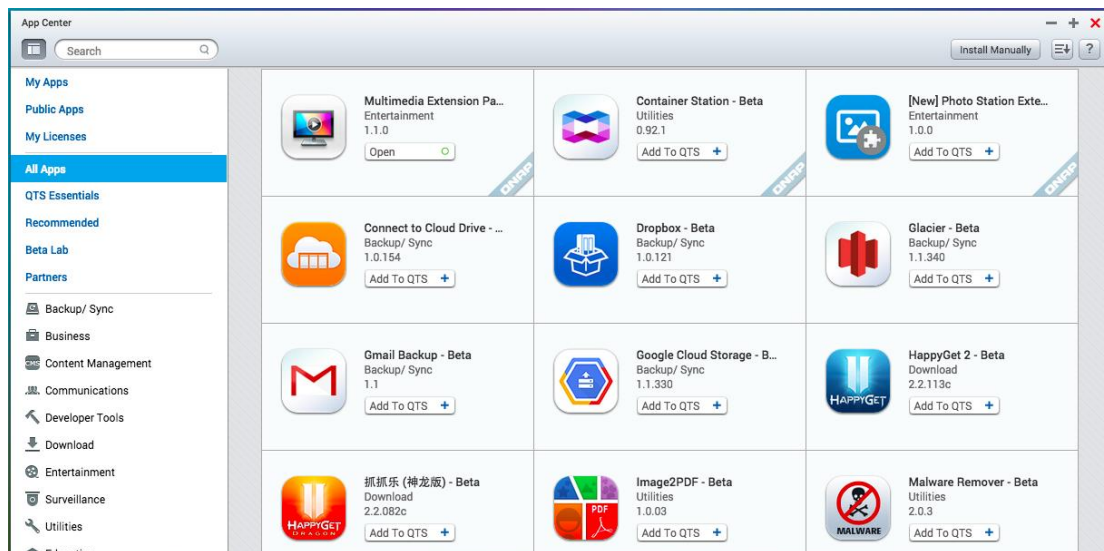 App Center
Search
Install Manually
?
My Apps
Public Apps
My Licenses
All Apps
QTS Essentials
Recommended
Beta Lab
Partners
Backup/ Sync
Business
CMS
Content Management
Communications
Developer Tools
Download
Entertainment
Surveillance
Utilities
Multimedia Extension Pa...
Entertainment
1.1.0
Open
QNAP
Container Station - Beta
Utilities
0.92.1
Add To QTS +
QNAP
[New] Photo Station Exte...
Entertainment
1.0.0
Add To QTS +
QNAP
Connect to Cloud Drive - ...
Backup/ Sync
1.0.154
Add To QTS +
Dropbox - Beta
Backup/ Sync
1.0.121
Add To QTS +
Glacier - Beta
Backup/ Sync
1.1.340
Add To QTS +
Gmail Backup - Beta
Backup/ Sync
1.1
Add To QTS +
Google Cloud Storage - B...
Backup/ Sync
1.1.330
Add To QTS +
HAPPYGET
HappyGet 2 - Beta
Download
2.2.113c
Add To QTS +
HAPPYGET
DRAGON
抓抓乐 (神龙版) - Beta
Download
2.2.082c
Add To QTS +
PDF
Image2PDF - Beta
Utilities
1.0.03
Add To QTS +
MALWARE
Malware Remover - Beta
Utilities
2.0.3
Add To QTS +